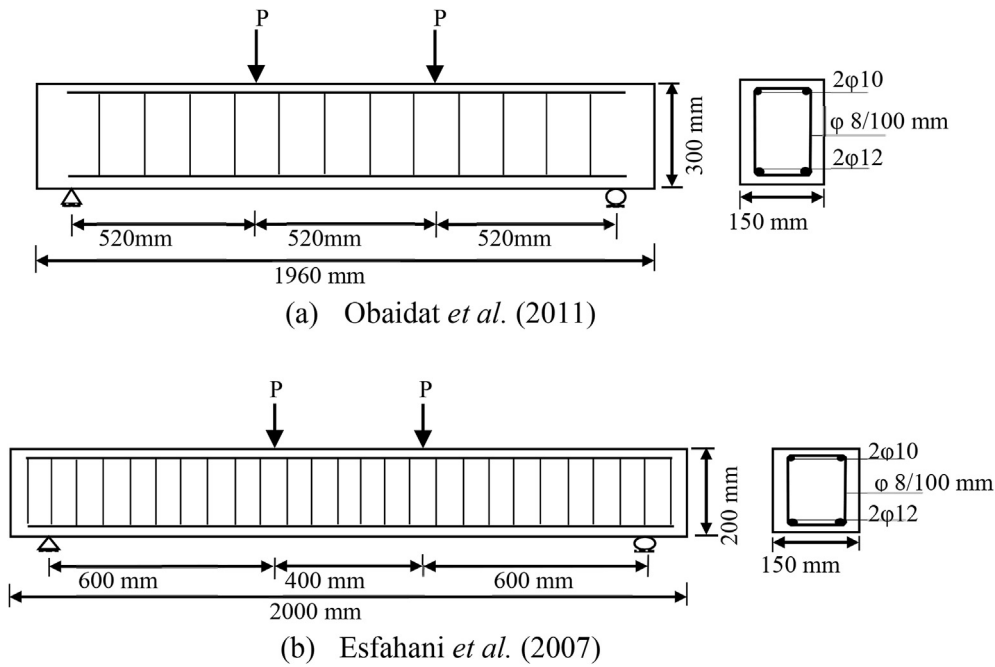 P P
2φ10
φ 8/100 mm
2φ12
300 mm
150 mm
520mm 520mm 520mm
1960 mm
(a) Obaidat et al. (2011)
P P
2φ10
φ 8/100 mm
2φ12
200 mm
150 mm
600 mm 400 mm 600 mm
2000 mm
(b) Esfahani et al. (2007)